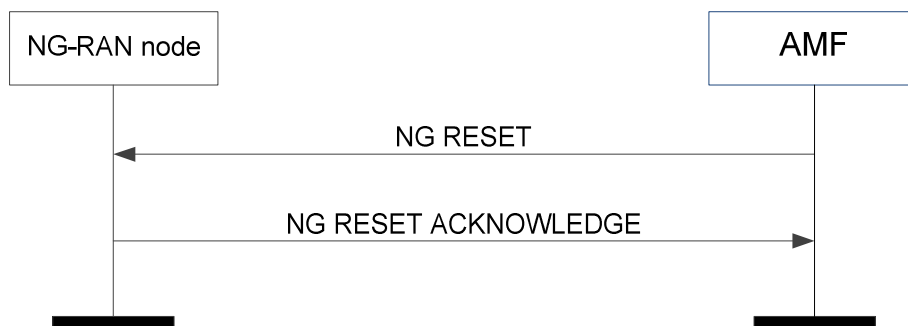 NG-RAN node
AMF
NG RESET
NG RESET ACKNOWLEDGE